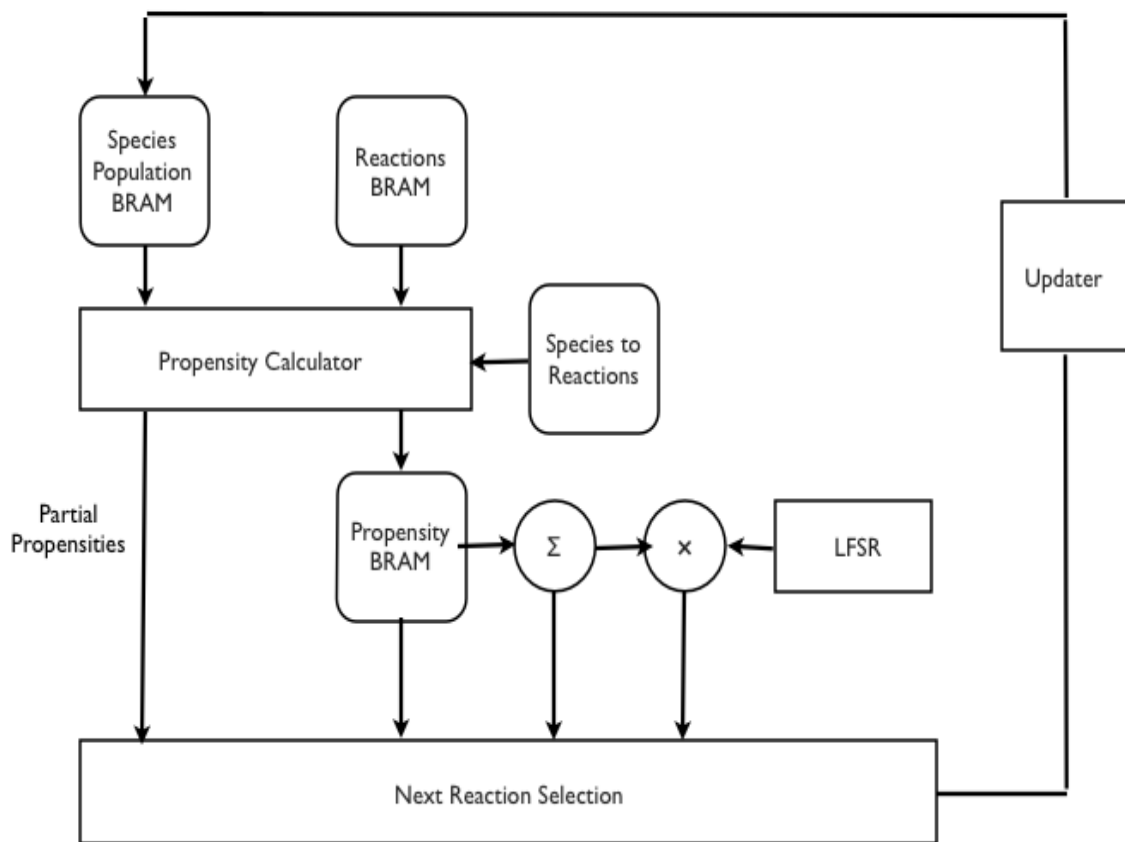 Species
Population
BRAM
Reactions
BRAM
Updater
Propensity Calculator
Species to
Reactions
Partial
Propensities
Propensity
BRAM
Σ
×
LFSR
Next Reaction Selection